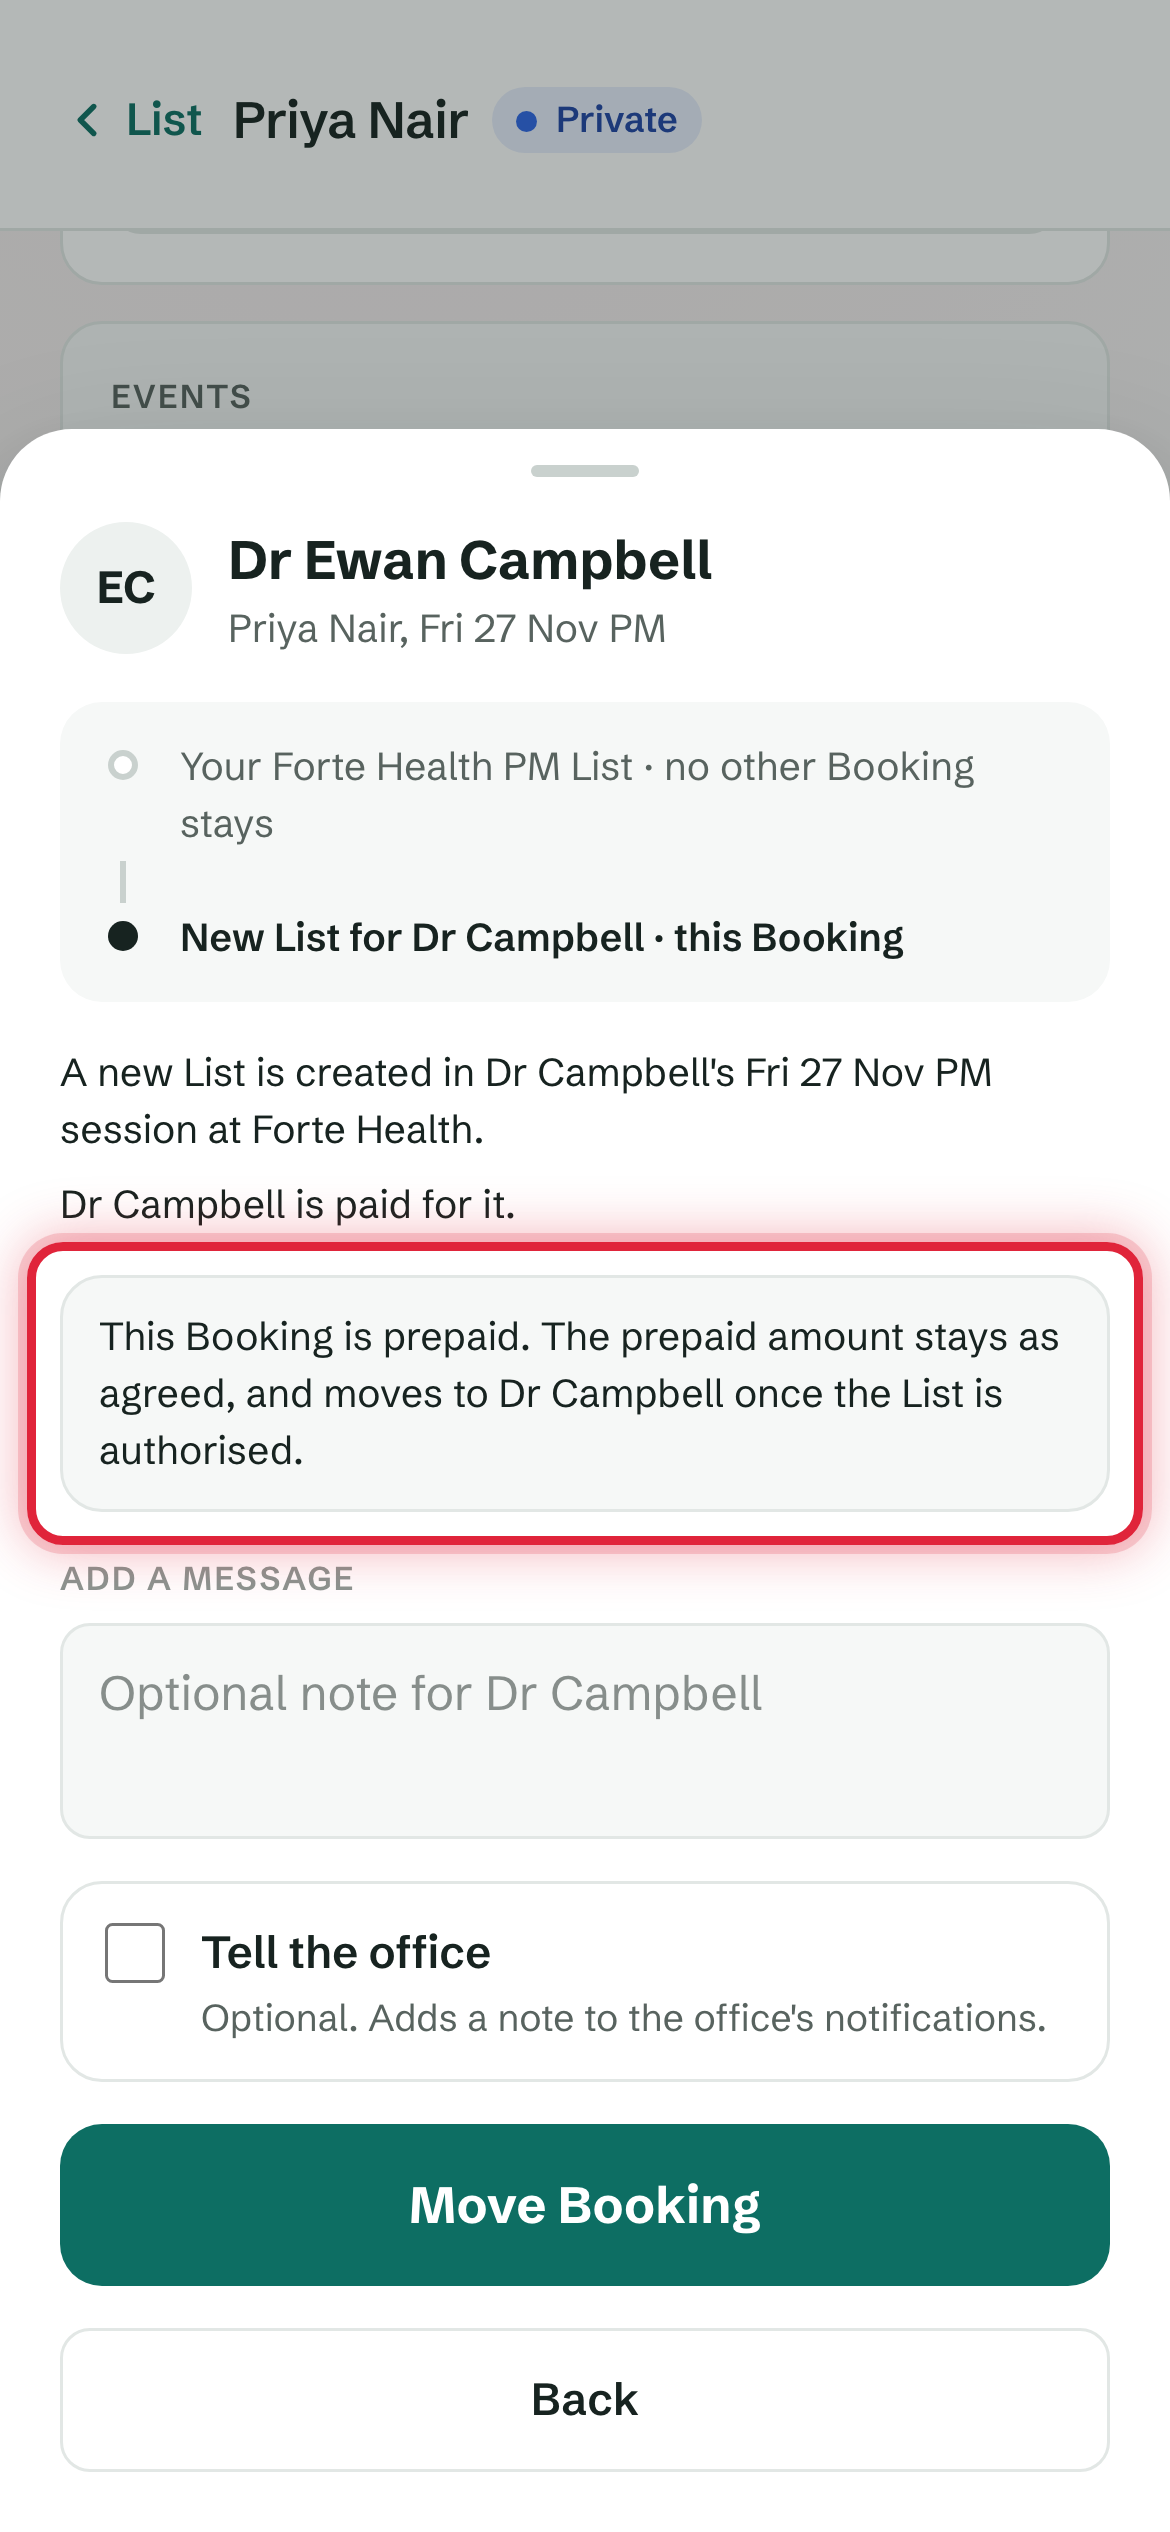 List Priya Nair Private
EVENTS
EC
Dr Ewan Campbell
Priya Nair, Fri 27 Nov PM
Your Forte Health PM List · no other Booking
stays
New List for Dr Campbell · this Booking
A new List is created in Dr Campbell's Fri 27 Nov PM
session at Forte Health.
Dr Campbell is paid for it.
This Booking is prepaid. The prepaid amount stays as
agreed, and moves to Dr Campbell once the List is
authorised.
ADD A MESSAGE
Optional note for Dr Campbell
Tell the office
Optional. Adds a note to the office's notifications.
Move Booking
Back